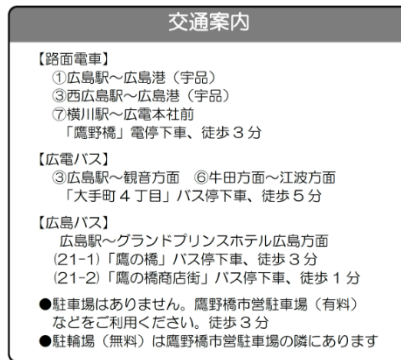 交通案内
【路面電車】
①広島駅～広島港（宇品）
③西広島駅～広島港（宇品）
⑦横川駅～広電本社前
「鷹野橋」電停下車、徒歩３分
【広電バス】
③広島駅～観音方面　⑥牛田方面～江波方面
「大手町４丁目」バス停下車、徒歩５分
【広島バス】
広島駅～グランドプリンスホテル広島方面
(21-1)「鷹の橋」バス停下車、徒歩３分
(21-2)「鷹の橋商店街」バス停下車、徒歩１分
●駐車場はありません。鷹野橋市営駐車場（有料）
などをご利用ください。徒歩３分
●駐輪場（無料）は鷹野橋市営駐車場の隣にあります